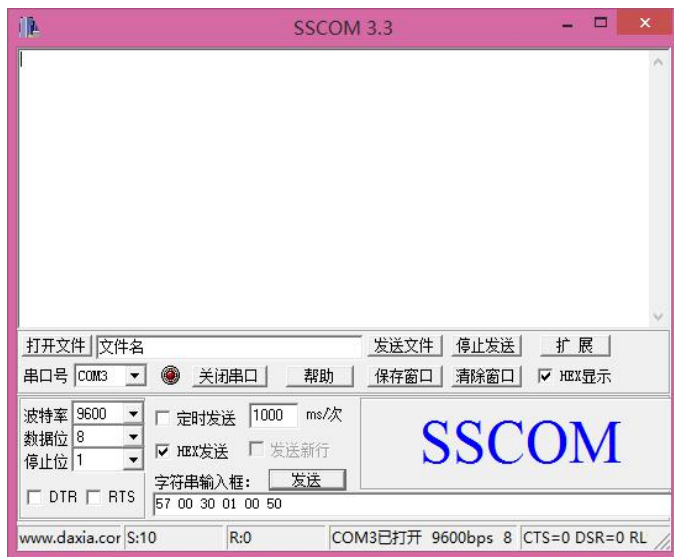 SSCOM 3.3
打开文件 文件名 发送文件 停止发送 扩 展
串口号 COM3 关闭串口 帮助 保存窗口 清除窗口 HEX显示
波特率 9600 定时发送 1000 ms/次
数据位 8
HEX发送 发送新行
停止位 1
SSCOM
字符串输入框: 发送
DTR RTS
57 00 30 01 00 50
www.daxia.cor S:10 R:0 COM3已打开 9600bps 8 CTS=0 DSR=0 RL